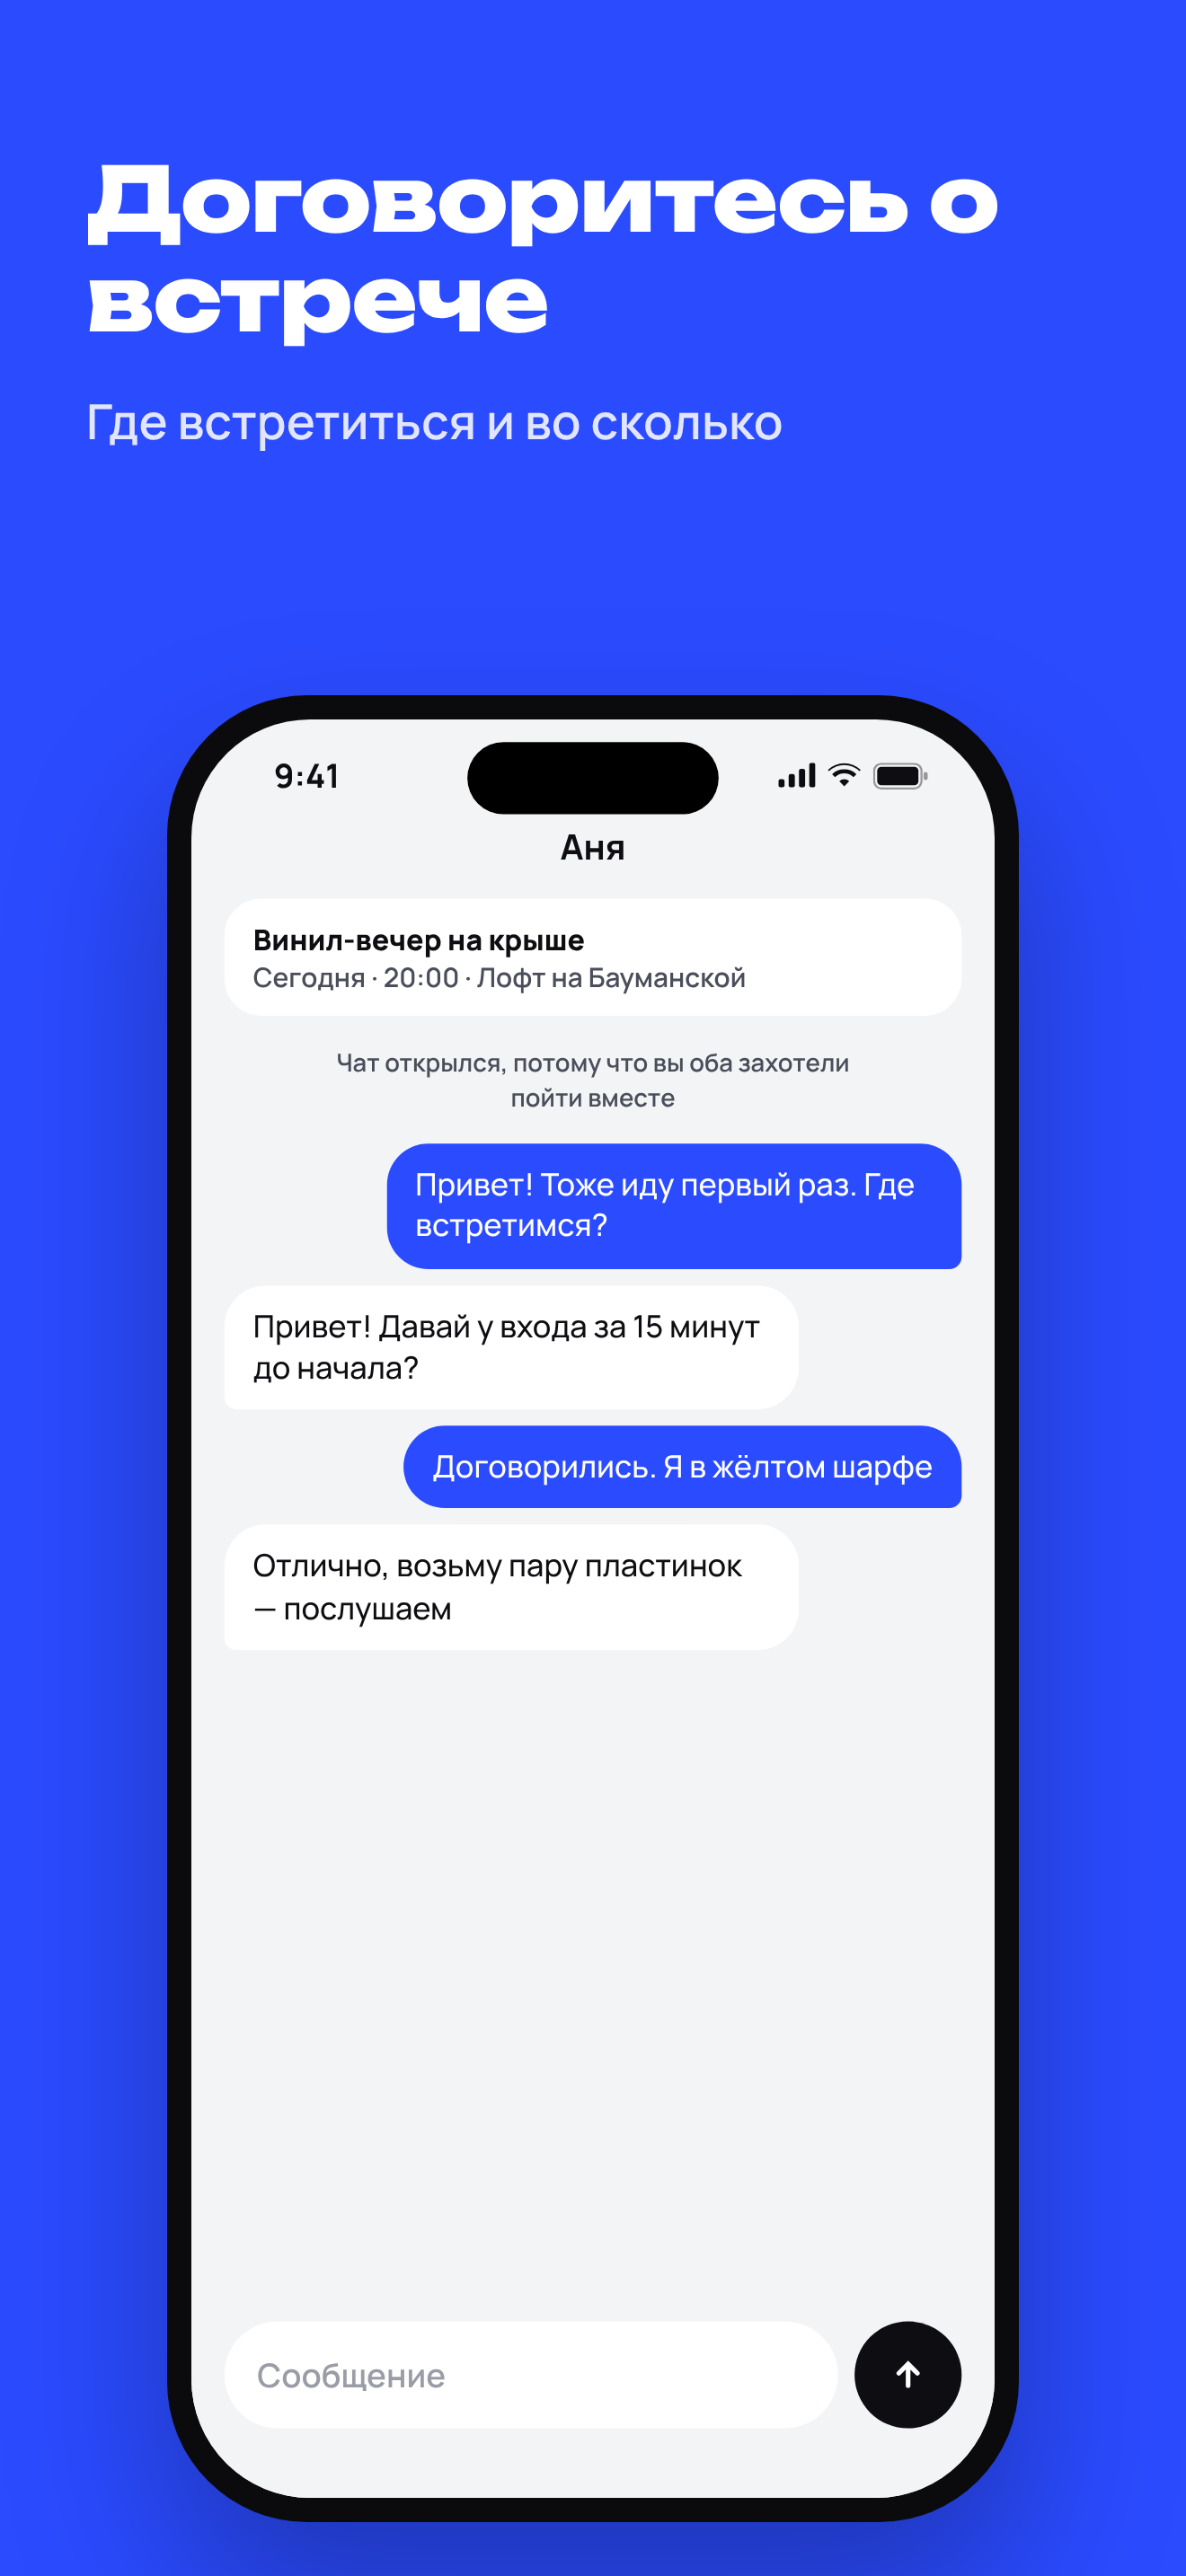 Договоритесь о
встрече
Где встретиться и во сколько
9:41
Аня
Винил-вечер на крыше
Сегодня · 20:00 · Лофт на Бауманской
Чат открылся, потому что вы оба захотели
пойти вместе
Привет! Тоже иду первый раз. Где
встретимся?
Привет! Давай у входа за 15 минут
до начала?
Договорились. Я в жёлтом шарфе
Отлично, возьму пару пластинок
— послушаем
Сообщение